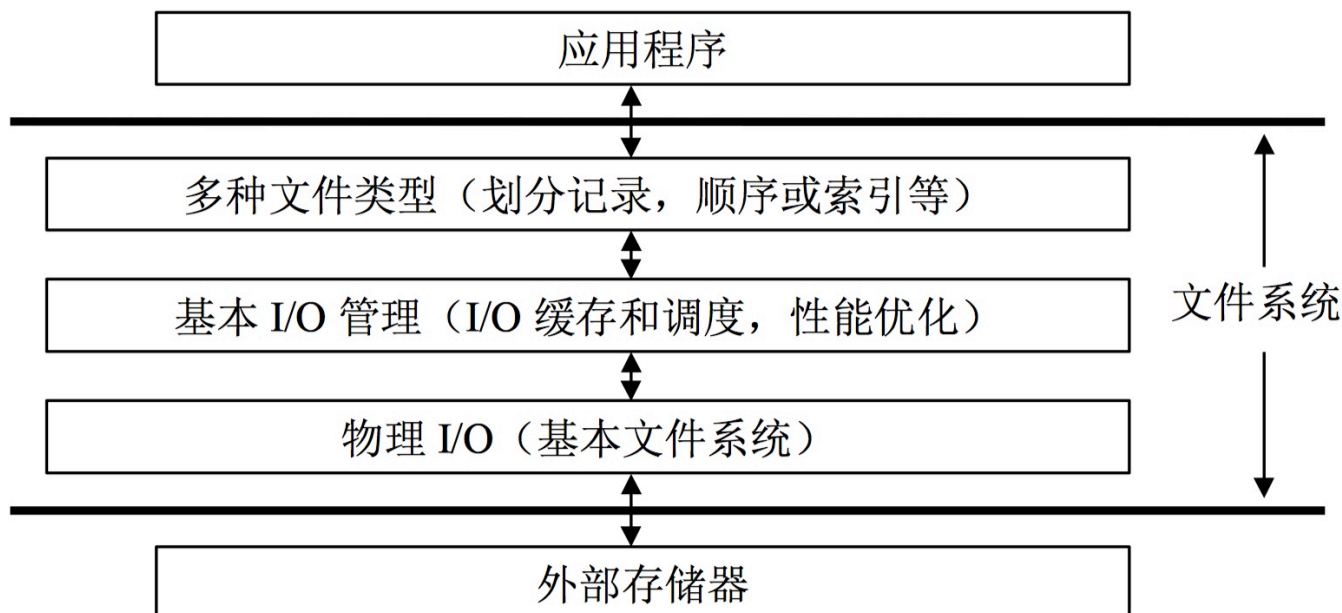 应用程序
多种文件类型（划分记录，顺序或索引等）
基本 I/O 管理（I/O 缓存和调度，性能优化）
文件系统
物理 I/O（基本文件系统）
外部存储器